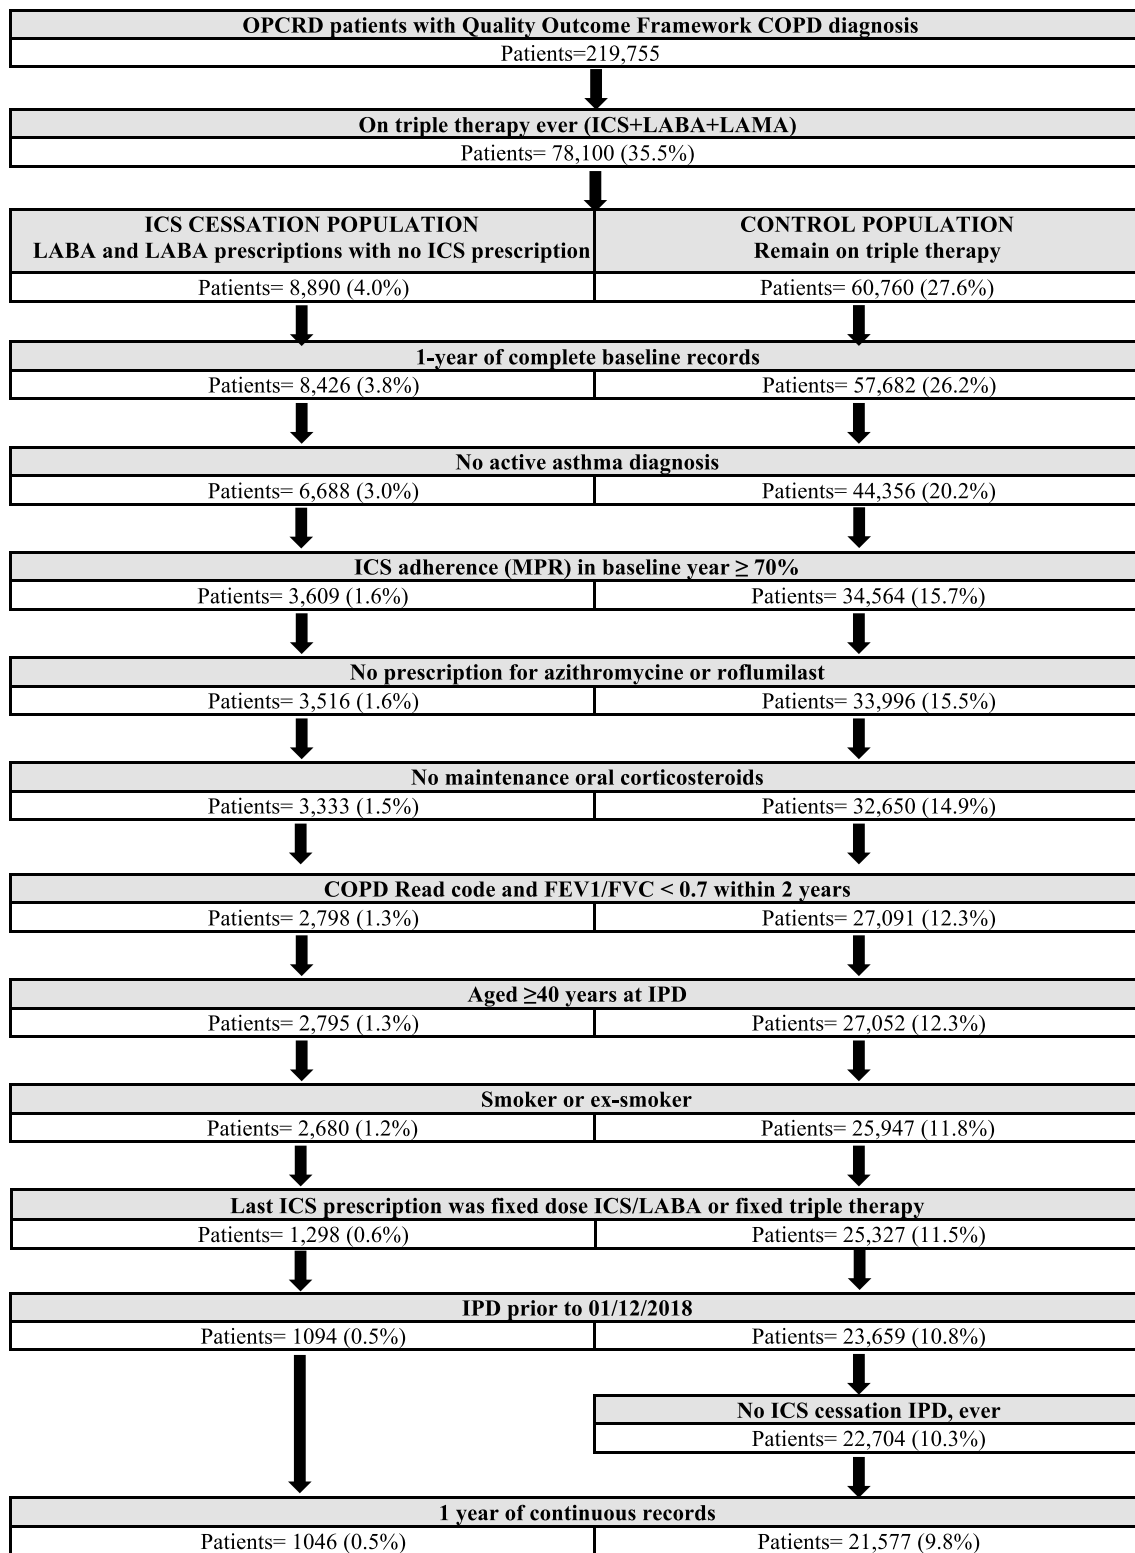 OPCRD patients with Quality Outcome Framework COPD diagnosis
Patients=219,755
On triple therapy ever (ICS+LABA+LAMA)
Patients= 78,100 (35.5%)
ICS CESSATION POPULATION
LABA and LABA prescriptions with no ICS prescription
CONTROL POPULATION
Remain on triple therapy
Patients= 8,890 (4.0%)
Patients= 60,760 (27.6%)
1-year of complete baseline records
Patients= 8,426 (3.8%)
Patients= 57,682 (26.2%)
No active asthma diagnosis
Patients= 6,688 (3.0%)
Patients= 44,356 (20.2%)
ICS adherence (MPR) in baseline year ≥ 70%
Patients= 3,609 (1.6%)
Patients= 34,564 (15.7%)
No prescription for azithromycine or roflumilast
Patients= 3,516 (1.6%)
Patients= 33,996 (15.5%)
No maintenance oral corticosteroids
Patients= 3,333 (1.5%)
Patients= 32,650 (14.9%)
COPD Read code and FEV1/FVC < 0.7 within 2 years
Patients= 2,798 (1.3%)
Patients= 27,091 (12.3%)
Aged ≥40 years at IPD
Patients= 2,795 (1.3%)
Patients= 27,052 (12.3%)
Smoker or ex-smoker
Patients= 2,680 (1.2%)
Patients= 25,947 (11.8%)
Last ICS prescription was fixed dose ICS/LABA or fixed triple therapy
Patients= 1,298 (0.6%)
Patients= 25,327 (11.5%)
IPD prior to 01/12/2018
Patients= 1094 (0.5%)
Patients= 23,659 (10.8%)
No ICS cessation IPD, ever
Patients= 22,704 (10.3%)
1 year of continuous records
Patients= 1046 (0.5%)
Patients= 21,577 (9.8%)